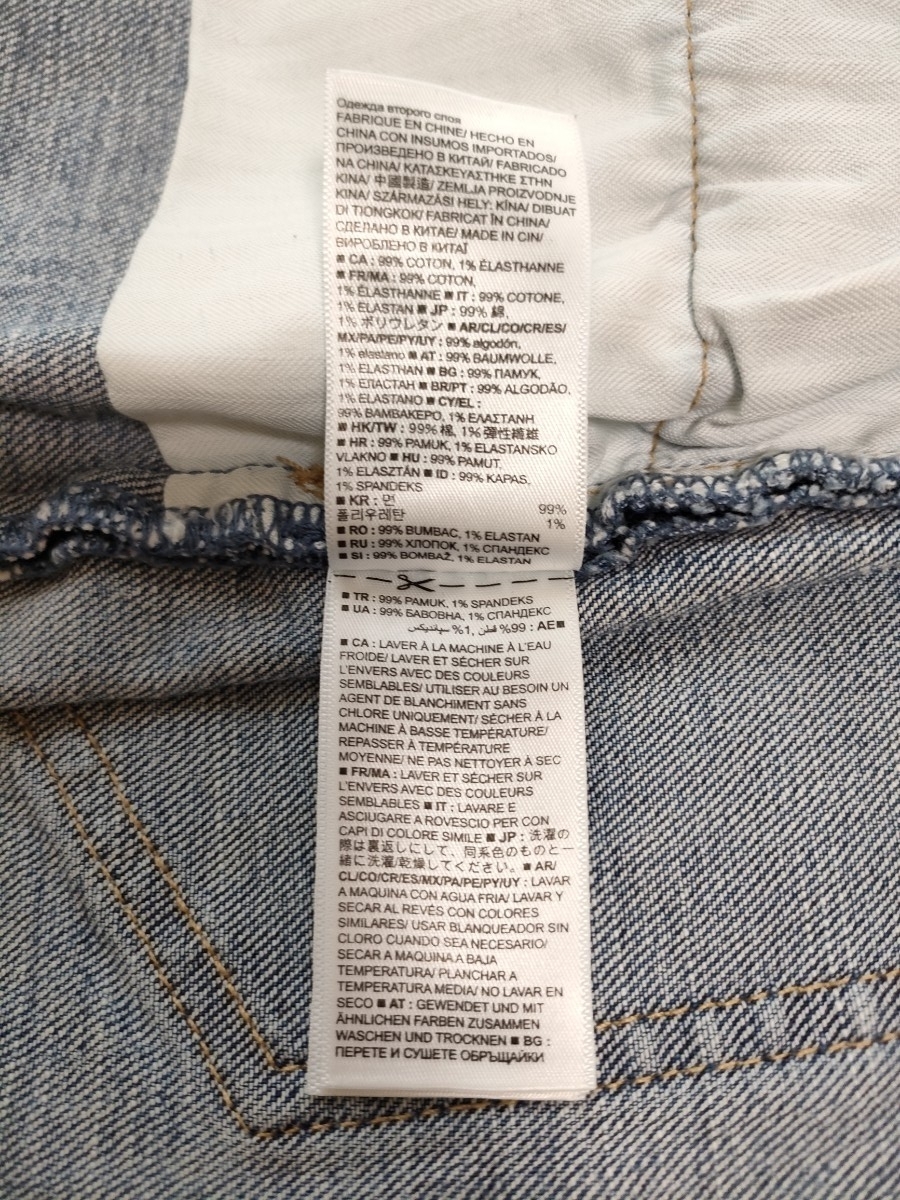 Одежда второго слоя
FABRIQUE EN CHINE/ HECHO EN
CHINA CON INSUMOS IMPORTADOS/
ПРОИЗВЕДЕНО В КИТАЙ/ FABRICADO
NA CHINA/ ΚΑΤΑΣΚΕΥΑΣΤΗΚΕ ΣΤΗΝ
ΚΙΝΑ/ 中國製造/ ZEMLJA PROIZVODNJE
KINA/ SZÁRMAZÁSI HELY: KÍNA/ DIBUAT
DI TIONGKOK/ FABRICAT ÎN CHINA/
СДЕЛАНО В КИТАЕ/ MADE IN CIN/
ВИРОБЛЕНО В КИТАЇ
■ CA : 99% COTON, 1% ÉLASTHANNE
■ FR/MA : 99% COTON,
1% ÉLASTHANNE ■ IT : 99% COTONE,
1% ELASTAN ■ JP : 99% 綿,
1% ポリウレタン ■ AR/CL/CO/CR/ES/
MX/PA/PE/PY/UY : 99% algodón,
1% elastano ■ AT : 99% BAUMWOLLE,
1% ELASTHAN ■ BG : 99% ПАМУК,
1% ЕЛАСТАН ■ BR/PT : 99% ALGODÃO,
1% ELASTANO ■ CY/EL :
99% ΒΑΜΒΑΚΕΡΟ, 1% ΕΛΑΣΤΑΝΗ
■ HK/TW : 99% 棉, 1% 彈性纖維
■ HR : 99% PAMUK, 1% ELASTANSKO
VLAKNO ■ HU : 99% PAMUT,
1% ELASZTÁN ■ ID : 99% KAPAS,
1% SPANDEKS
■ KR : 면 99%
폴리우레탄 1%
■ RO : 99% BUMBAC, 1% ELASTAN
■ RU : 99% ХЛОПОК, 1% СПАНДЕКС
■ SI : 99% BOMBAŽ, 1% ELASTAN
■ TR : 99% PAMUK, 1% SPANDEKS
■ UA : 99% БАВОВНА, 1% СПАНДЕКС
■AE : 99% قطن, 1% سپانديكس
■ CA : LAVER À LA MACHINE À L'EAU
FROIDE/ LAVER ET SÉCHER SUR
L'ENVERS AVEC DES COULEURS
SEMBLABLES/ UTILISER AU BESOIN UN
AGENT DE BLANCHIMENT SANS
CHLORE UNIQUEMENT/ SÉCHER À LA
MACHINE À BASSE TEMPÉRATURE/
REPASSER À TEMPÉRATURE
MOYENNE/ NE PAS NETTOYER À SEC
■ FR/MA : LAVER ET SÉCHER SUR
L'ENVERS AVEC DES COULEURS
SEMBLABLES ■ IT : LAVARE E
ASCIUGARE A ROVESCIO PER CON
CAPI DI COLORE SIMILE ■ JP : 洗濯の
際は裏返しにして、同系色のものと一
緒に洗濯/乾燥してください。 ■ AR/
CL/CO/CR/ES/MX/PA/PE/PY/UY : LAVAR
A MAQUINA CON AGUA FRIA/ LAVAR Y
SECAR AL REVÉS CON COLORES
SIMILARES/ USAR BLANQUEADOR SIN
CLORO CUANDO SEA NECESARIO/
SECAR A MAQUINA A BAJA
TEMPERATURA/ PLANCHAR A
TEMPERATURA MEDIA/ NO LAVAR EN
SECO ■ AT : GEWENDET UND MIT
ÄHNLICHEN FARBEN ZUSAMMEN
WASCHEN UND TROCKNEN ■ BG :
ПЕРЕТЕ И СУШЕТЕ ОБРЪЩАЙКИ